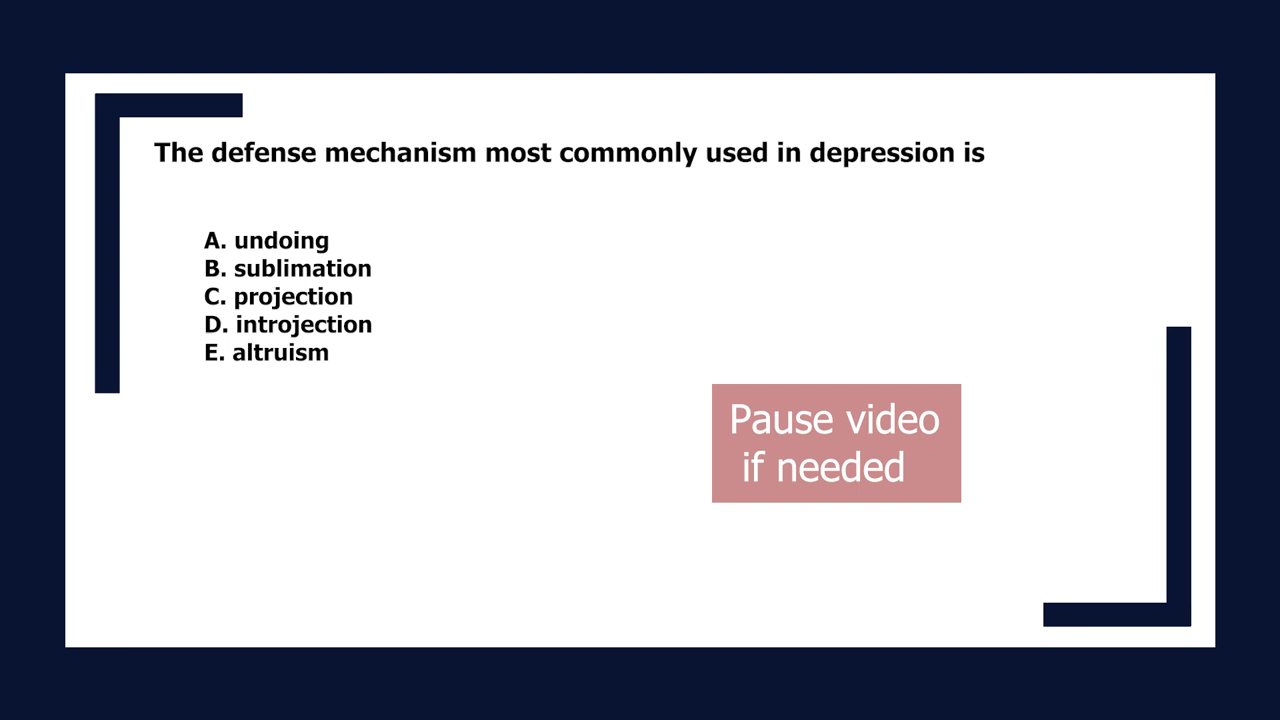 The defense mechanism most commonly used in depression is
A. undoing
B. sublimation
C. projection
D. introjection
E. altruism
Pause video
if needed